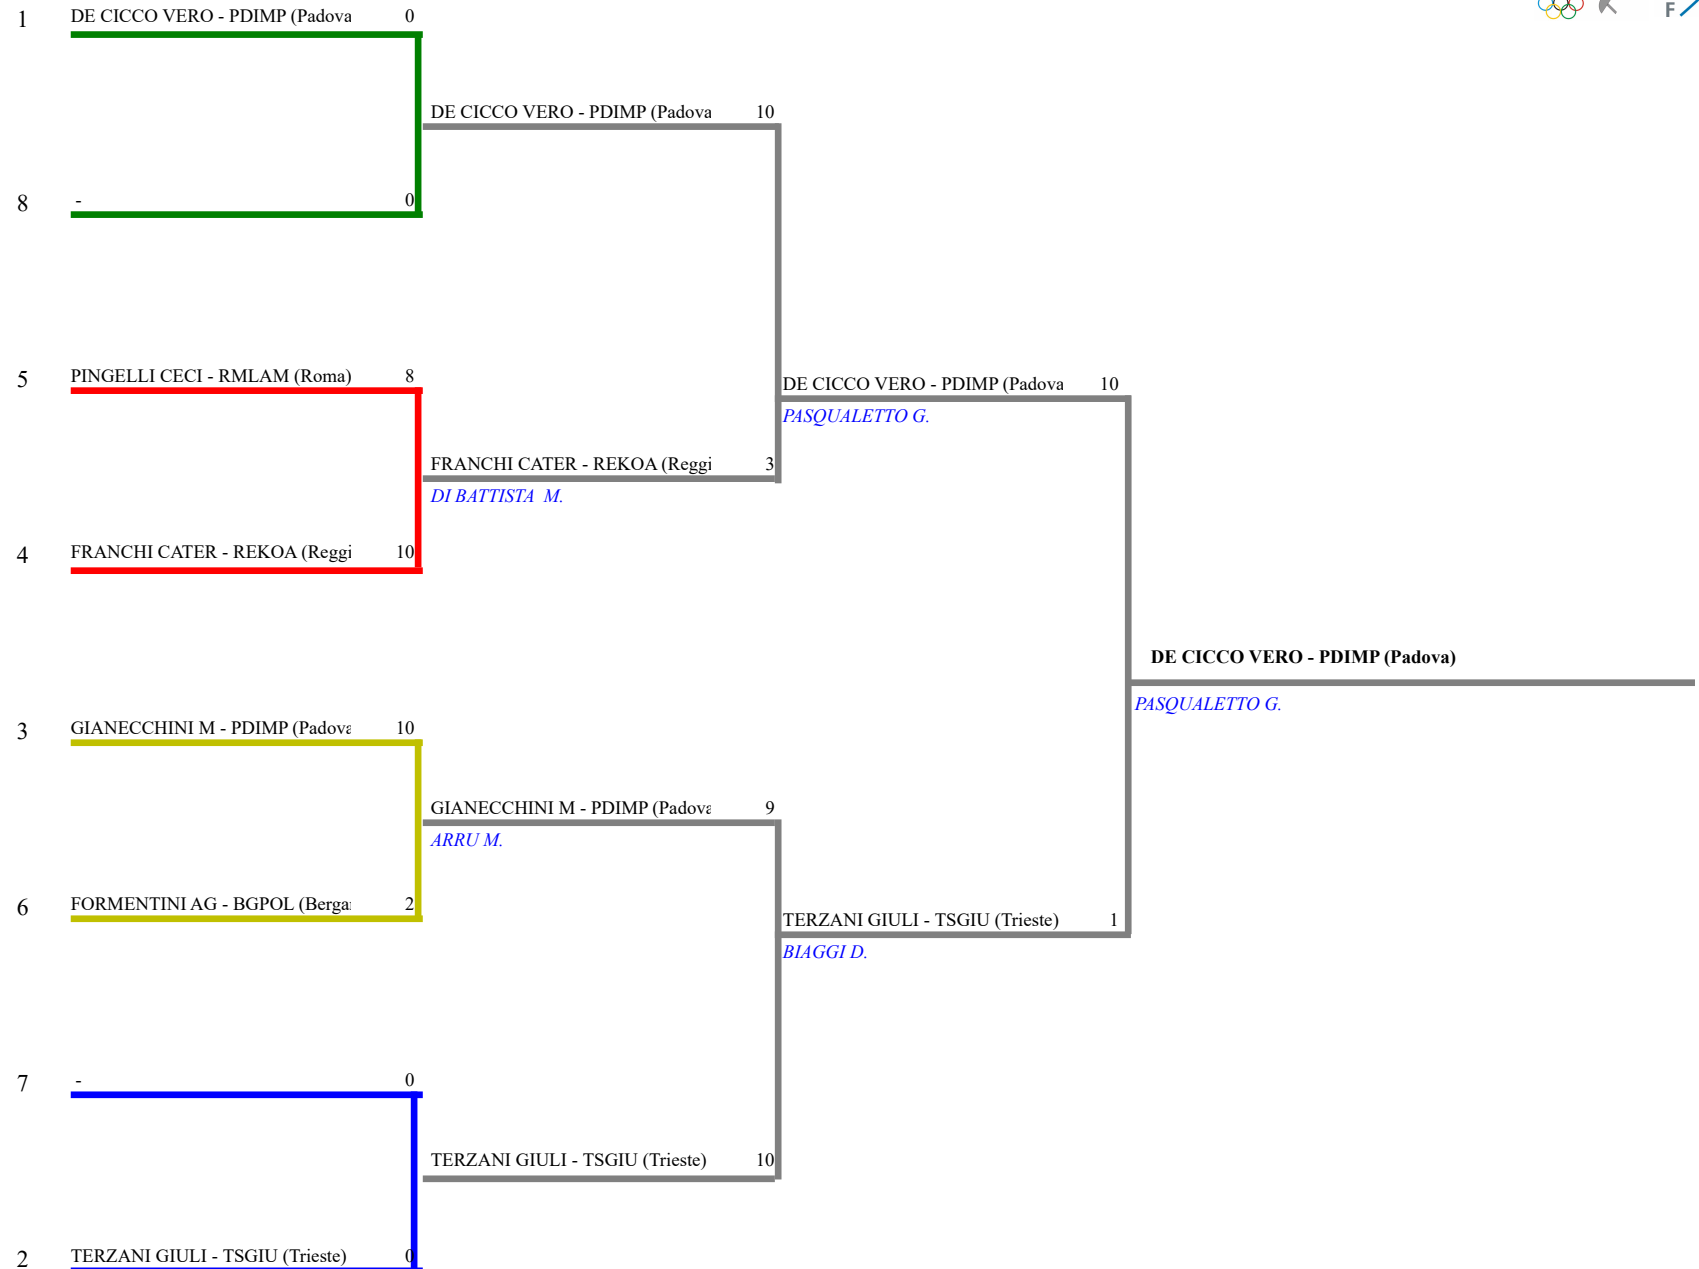 F
1 DE CICCO VERO - PDIMP (Padova 0
DE CICCO VERO - PDIMP (Padova 10
8 - 0
5 PINGELLI CECI - RMLAM (Roma) 8
DE CICCO VERO - PDIMP (Padova 10
PASQUALETTO G.
FRANCHI CATER - REKOA (Reggi 3
DI BATTISTA M.
4 FRANCHI CATER - REKOA (Reggi 10
DE CICCO VERO - PDIMP (Padova)
PASQUALETTO G.
3 GIANECCHINI M - PDIMP (Padova 10
GIANECCHINI M - PDIMP (Padova 9
ARRU M.
6 FORMENTINI AG - BGPOL (Berga 2
TERZANI GIULI - TSGIU (Trieste) 1
BIAGGI D.
7 - 0
TERZANI GIULI - TSGIU (Trieste) 10
2 TERZANI GIULI - TSGIU (Trieste) 0